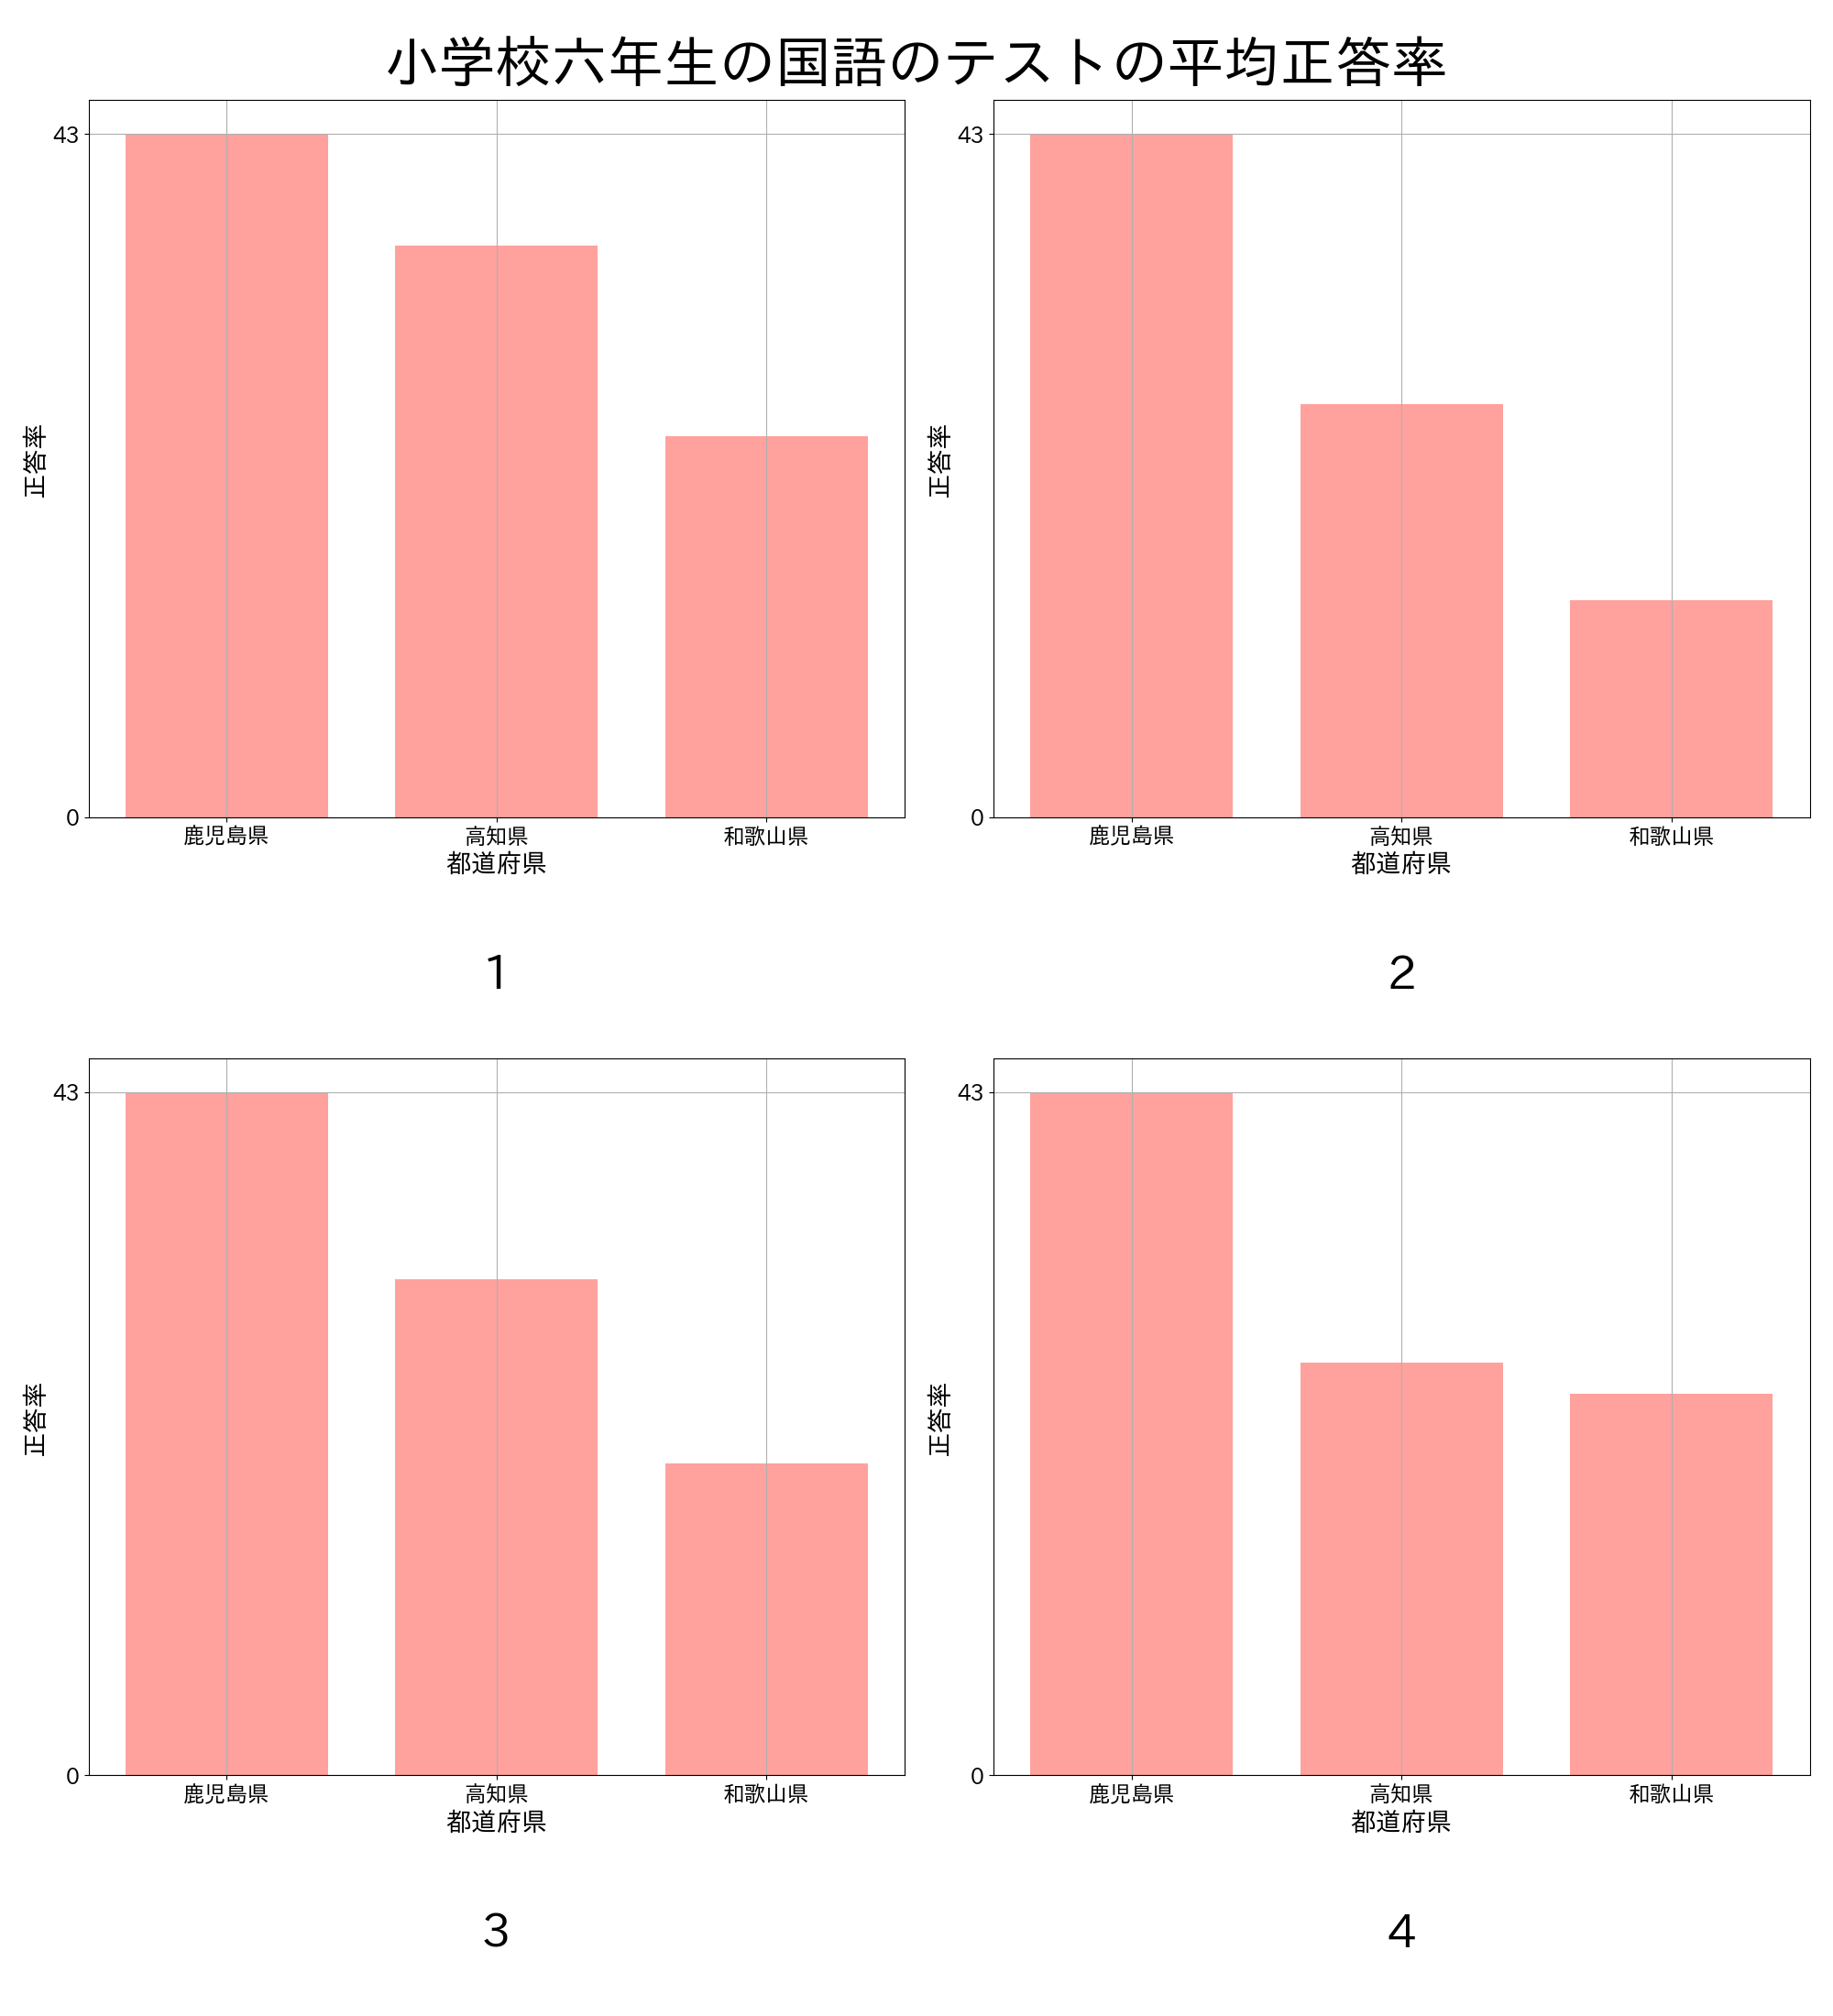 小学校六年生の国語のテストの平均正答率
43
0
正答率
鹿児島県 高知県 和歌山県
都道府県
1
43
0
正答率
鹿児島県 高知県 和歌山県
都道府県
2
43
0
正答率
鹿児島県 高知県 和歌山県
都道府県
3
43
0
正答率
鹿児島県 高知県 和歌山県
都道府県
4